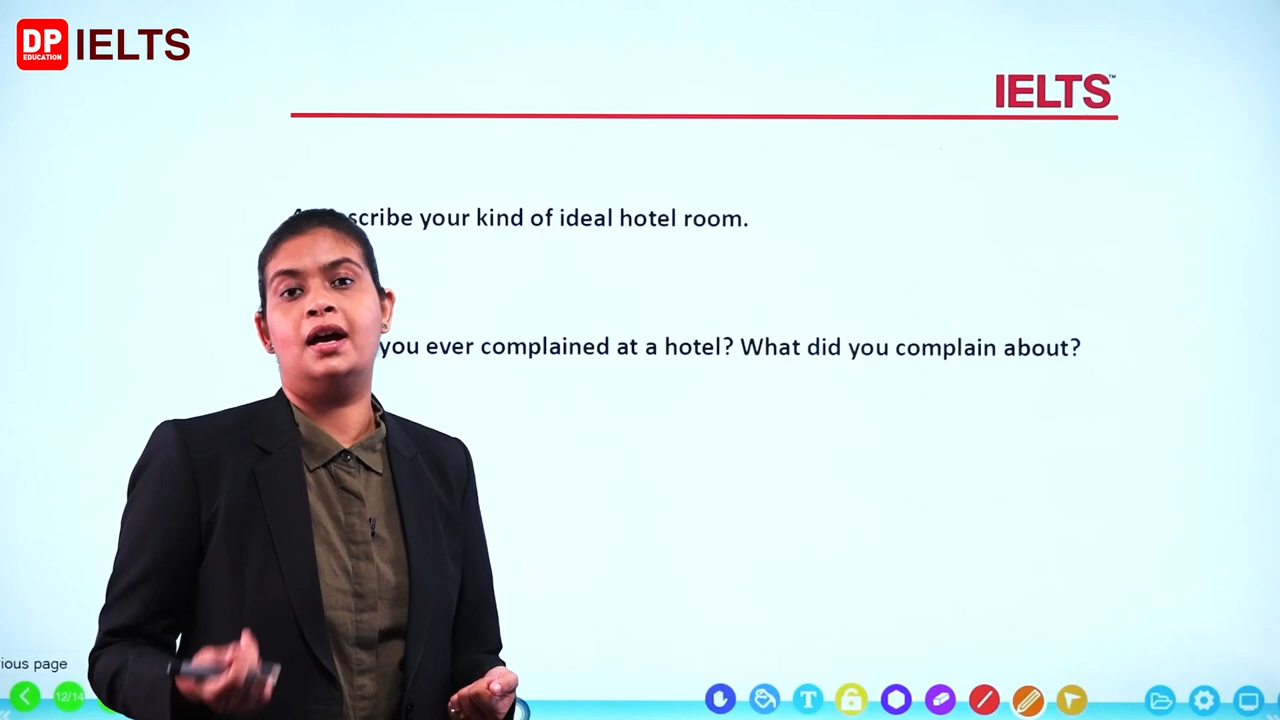 DP
EDUCATION
IELTS
IELTS™
scribe your kind of ideal hotel room.
you ever complained at a hotel? What did you complain about?
ious page
12/14
T